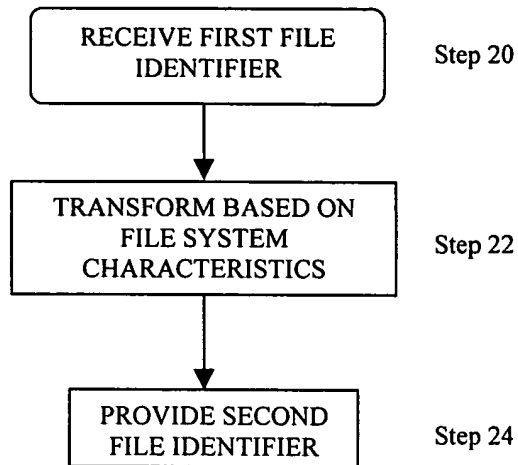 RECEIVE FIRST FILE
IDENTIFIER
Step 20
TRANSFORM BASED ON
FILE SYSTEM
CHARACTERISTICS
Step 22
PROVIDE SECOND
FILE IDENTIFIER
Step 24